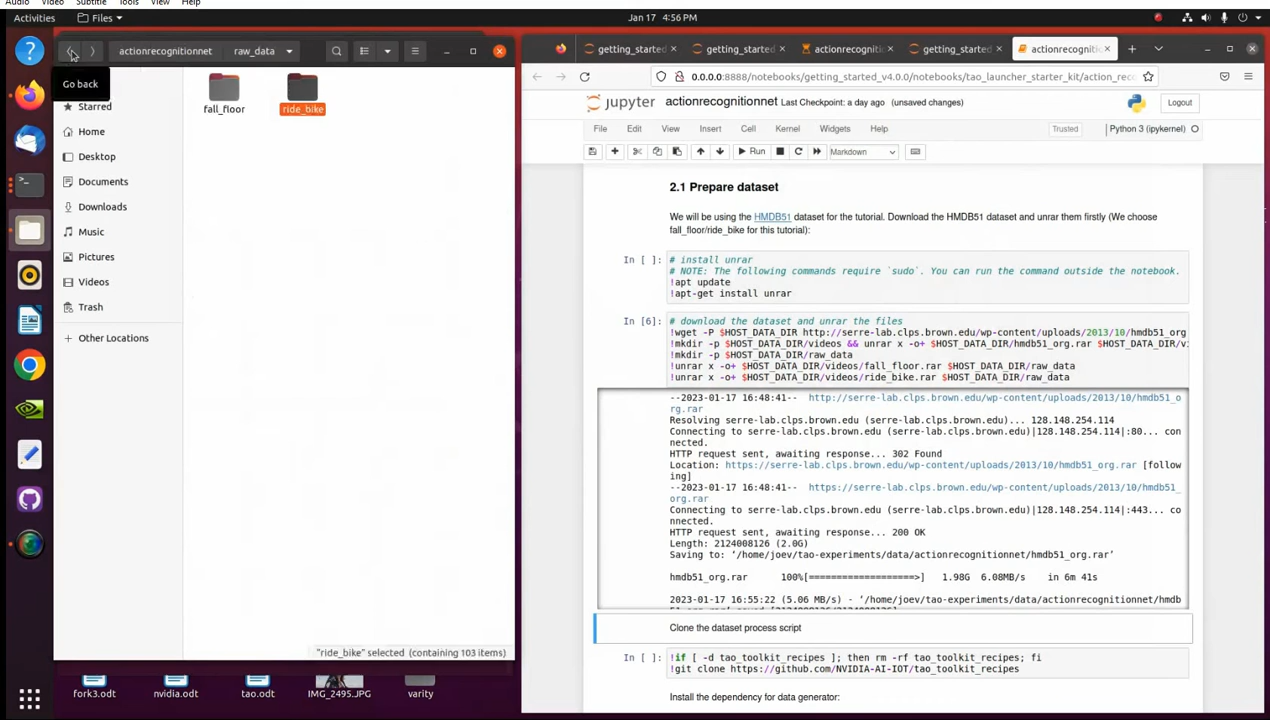 Audio Video Subtitle Tools View Help
Activities Files Jan 17 4:56 PM
actionrecognitionnet raw_data
Go back
Starred
Home
Desktop
Documents
Downloads
Music
Pictures
Videos
Trash
+ Other Locations
fall_floor ride_bike
"ride_bike" selected (containing 103 items)
fork3.odt nvidia.odt tao.odt IMG_2495.JPG varity
getting_started getting_started actionrecognition getting_started actionrecogniti
0.0.0.0:8888/notebooks/getting_started_v4.0.0/notebooks/tao_launcher_starter_kit/action_rec
jupyter actionrecognitionnet Last Checkpoint: a day ago (unsaved changes) Logout
File Edit View Insert Cell Kernel Widgets Help Trusted Python 3 (ipykernel)
Run Markdown
2.1 Prepare dataset
We will be using the HMDB51 dataset for the tutorial. Download the HMDB51 dataset and unrar them firstly (We choose
fall_floor/ride_bike for this tutorial):
In [ ]: # install unrar
# NOTE: The following commands require `sudo`. You can run the command outside the notebook.
!apt update
!apt-get install unrar
In [6]: # download the dataset and unrar the files
!wget -P $HOST_DATA_DIR http://serre-lab.clps.brown.edu/wp-content/uploads/2013/10/hmdb51_org
!mkdir -p $HOST_DATA_DIR/videos && unrar x -o+ $HOST_DATA_DIR/hmdb51_org.rar $HOST_DATA_DIR/vi
!mkdir -p $HOST_DATA_DIR/raw_data
!unrar x -o+ $HOST_DATA_DIR/videos/fall_floor.rar $HOST_DATA_DIR/raw_data
!unrar x -o+ $HOST_DATA_DIR/videos/ride_bike.rar $HOST_DATA_DIR/raw_data
--2023-01-17 16:48:41-- http://serre-lab.clps.brown.edu/wp-content/uploads/2013/10/hmdb51_o
rg.rar
Resolving serre-lab.clps.brown.edu (serre-lab.clps.brown.edu)... 128.148.254.114
Connecting to serre-lab.clps.brown.edu (serre-lab.clps.brown.edu)|128.148.254.114|:80... con
nected.
HTTP request sent, awaiting response... 302 Found
Location: https://serre-lab.clps.brown.edu/wp-content/uploads/2013/10/hmdb51_org.rar [follow
ing]
--2023-01-17 16:48:41-- https://serre-lab.clps.brown.edu/wp-content/uploads/2013/10/hmdb51_
org.rar
Connecting to serre-lab.clps.brown.edu (serre-lab.clps.brown.edu)|128.148.254.114|:443... co
nnected.
HTTP request sent, awaiting response... 200 OK
Length: 2124008126 (2.0G)
Saving to: ‘/home/joev/tao-experiments/data/actionrecognitionnet/hmdb51_org.rar’
hmdb51_org.rar 100%[===================>] 1.98G 6.08MB/s in 6m 41s
2023-01-17 16:55:22 (5.06 MB/s) - ‘/home/joev/tao-experiments/data/actionrecognitionnet/hmdb
Clone the dataset process script
In [ ]: !if [ -d tao_toolkit_recipes ]; then rm -rf tao_toolkit_recipes; fi
!git clone https://github.com/NVIDIA-AI-IOT/tao_toolkit_recipes
Install the dependency for data generator: